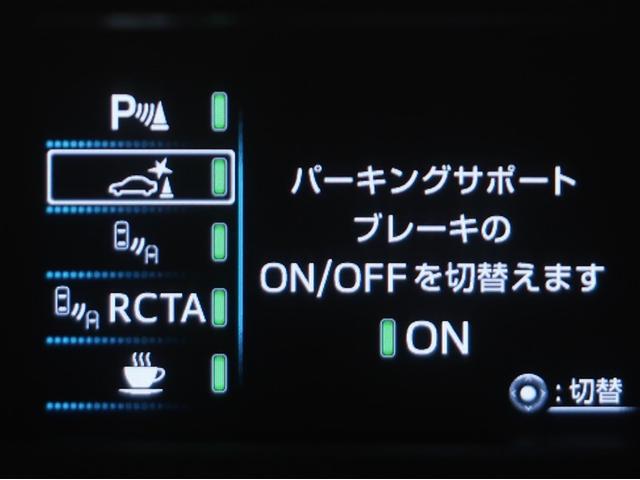 P
RCTA
パーキングサポート
ブレーキの
ON/OFFを切替えます
ON
:切替